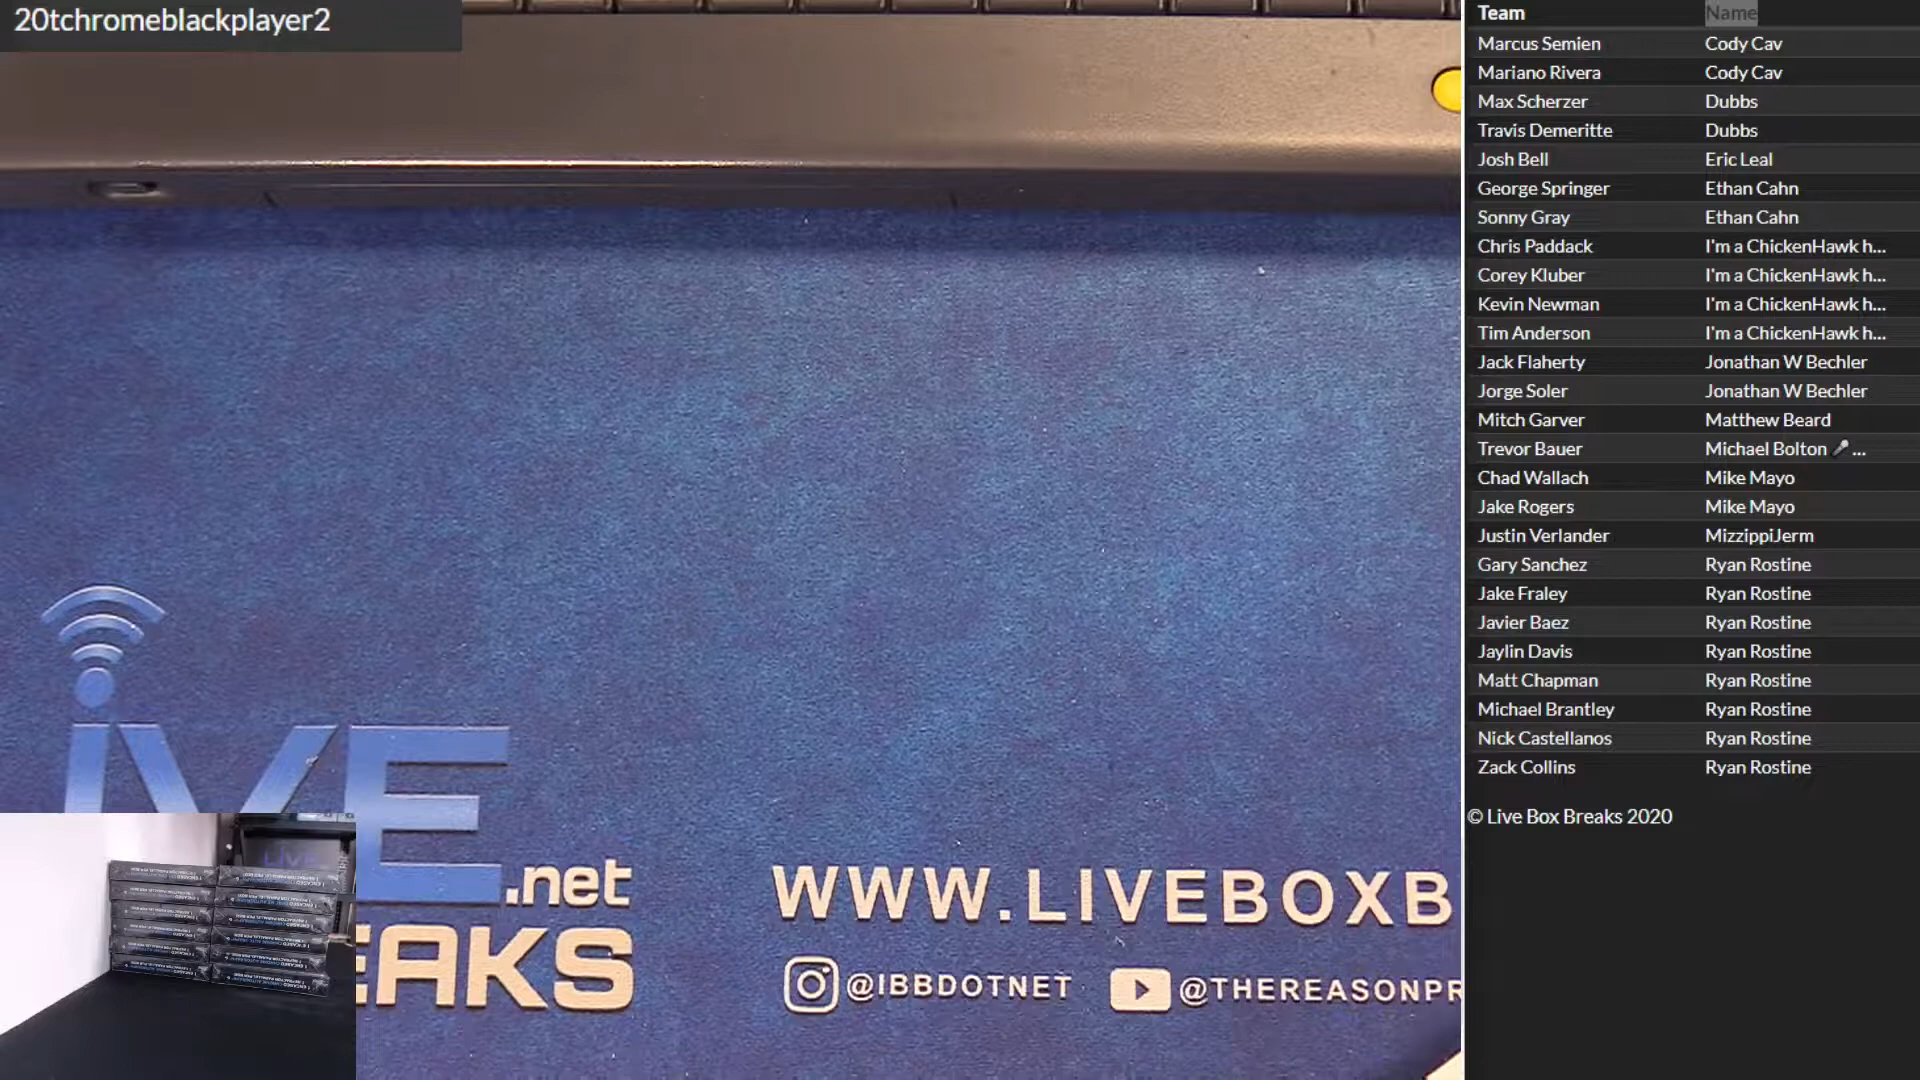 20tchromeblackplayer2
Team Name
Marcus Semien Cody Cav
Mariano Rivera Cody Cav
Max Scherzer Dubbs
Travis Demeritte Dubbs
Josh Bell Eric Leal
George Springer Ethan Cahn
Sonny Gray Ethan Cahn
Chris Paddack I'm a ChickenHawk h...
Corey Kluber I'm a ChickenHawk h...
Kevin Newman I'm a ChickenHawk h...
Tim Anderson I'm a ChickenHawk h...
Jack Flaherty Jonathan W Bechler
Jorge Soler Jonathan W Bechler
Mitch Garver Matthew Beard
Trevor Bauer Michael Bolton 🎤 ...
Chad Wallach Mike Mayo
Jake Rogers Mike Mayo
Justin Verlander MizzippiJerm
Gary Sanchez Ryan Rostine
Jake Fraley Ryan Rostine
Javier Baez Ryan Rostine
Jaylin Davis Ryan Rostine
Matt Chapman Ryan Rostine
Michael Brantley Ryan Rostine
Nick Castellanos Ryan Rostine
Zack Collins Ryan Rostine
© Live Box Breaks 2020
LIVE
.net
EAKS
WWW.LIVEBOXB
@IBBDOTNET
@THEREASONPR